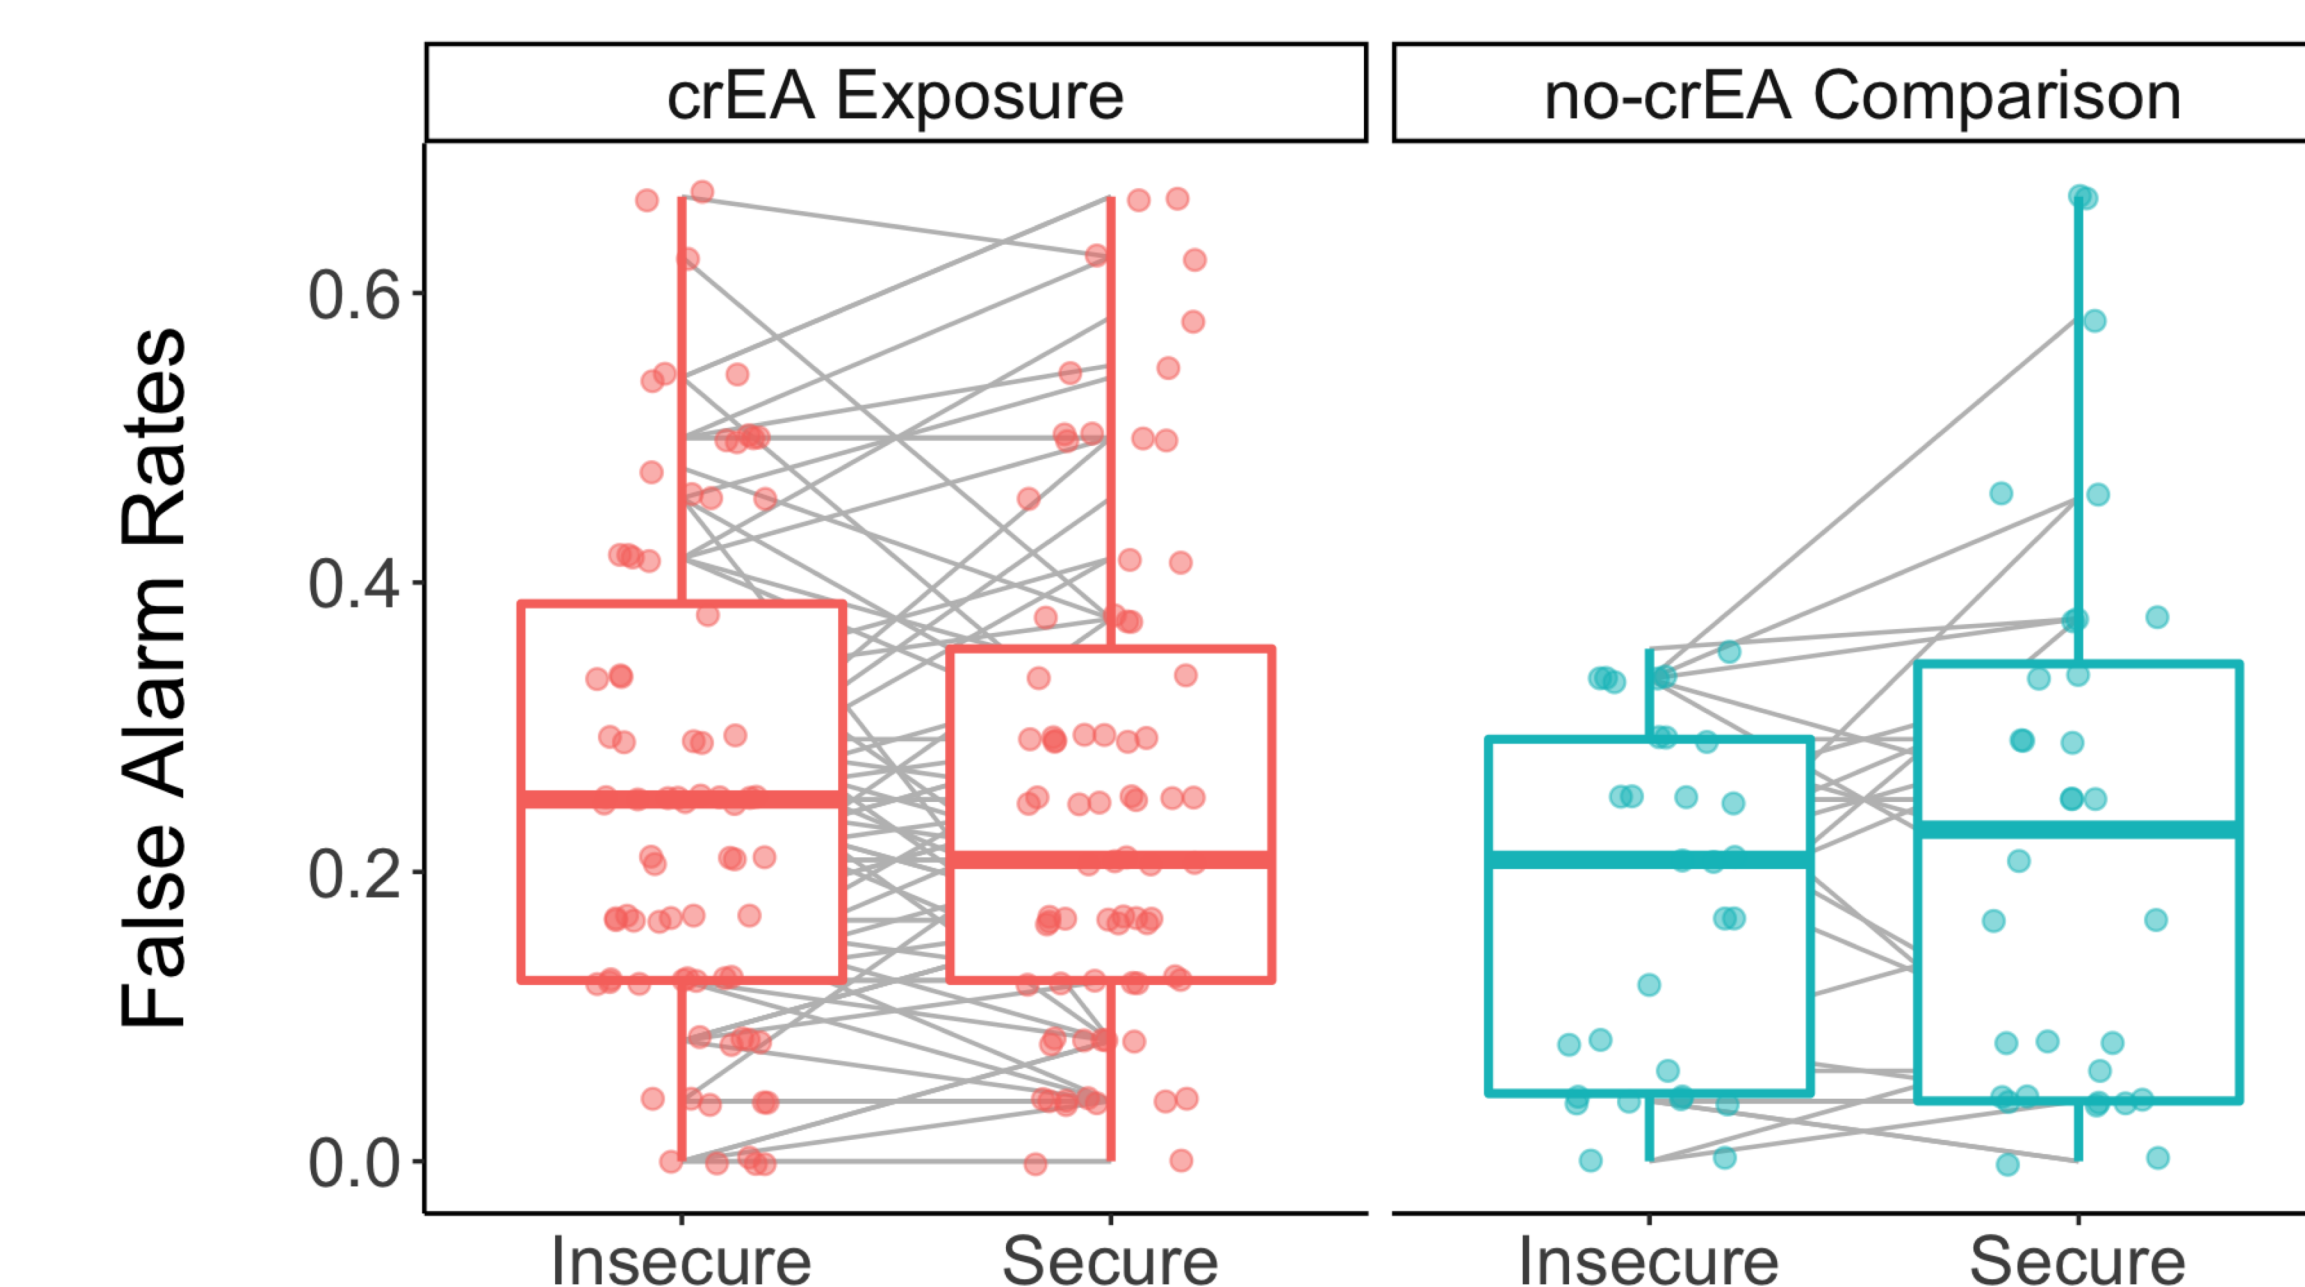 crEA Exposure
no-crEA Comparison
False Alarm Rates
0.6
0.4
0.2
0.0
Insecure
Secure
Insecure
Secure